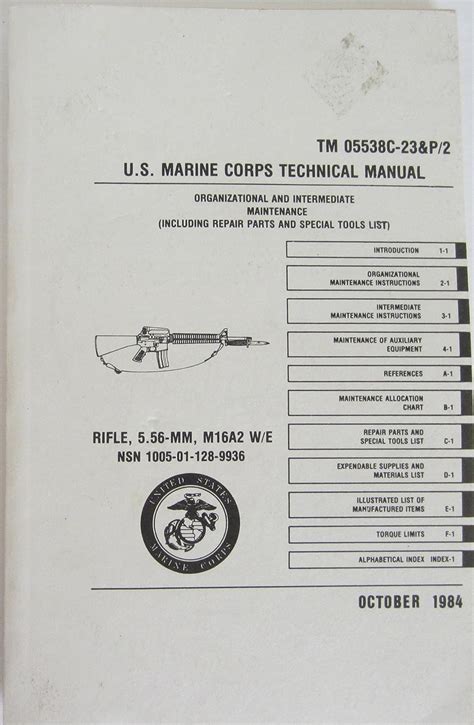 TM 05538C-23&P/2
U.S. MARINE CORPS TECHNICAL MANUAL
ORGANIZATIONAL AND INTERMEDIATE
MAINTENANCE
(INCLUDING REPAIR PARTS AND SPECIAL TOOLS LIST)
INTRODUCTION 1-1
ORGANIZATIONAL
MAINTENANCE INSTRUCTIONS 2-1
INTERMEDIATE
MAINTENANCE INSTRUCTIONS 3-1
MAINTENANCE OF AUXILIARY
EQUIPMENT 4-1
REFERENCES A-1
MAINTENANCE ALLOCATION
CHART B-1
REPAIR PARTS AND
SPECIAL TOOLS LIST C-1
EXPENDABLE SUPPLIES AND
MATERIALS LIST D-1
ILLUSTRATED LIST OF
MANUFACTURED ITEMS E-1
TORQUE LIMITS F-1
ALPHABETICAL INDEX INDEX-1
RIFLE, 5.56-MM, M16A2 W/E
NSN 1005-01-128-9936
UNITED STATES
MARINE CORPS
OCTOBER 1984